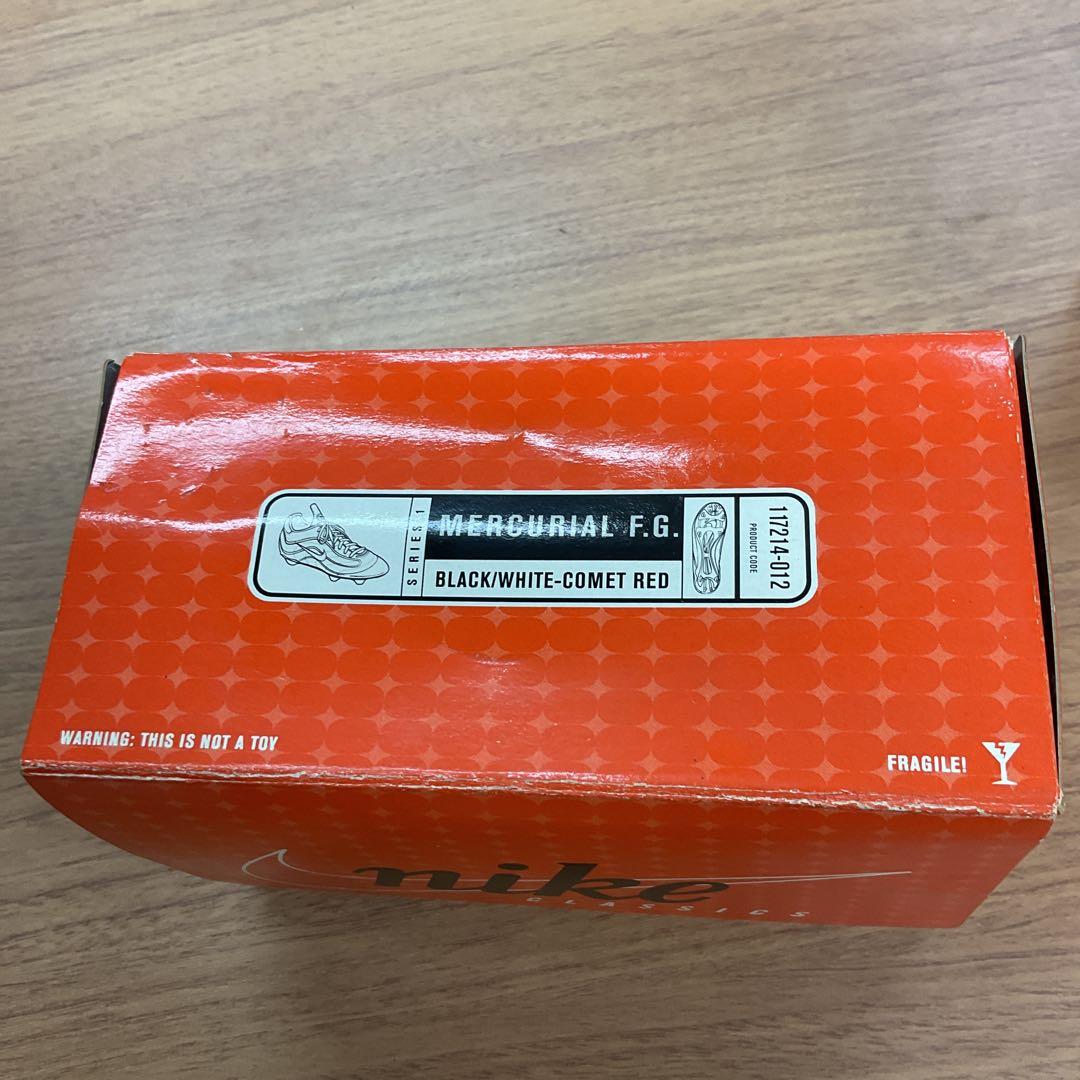 SERIES 1
MERCURIAL F.G.
BLACK/WHITE-COMET RED
PRODUCT CODE
117214-012
WARNING: THIS IS NOT A TOY
FRAGILE!
nike
CLASSICS